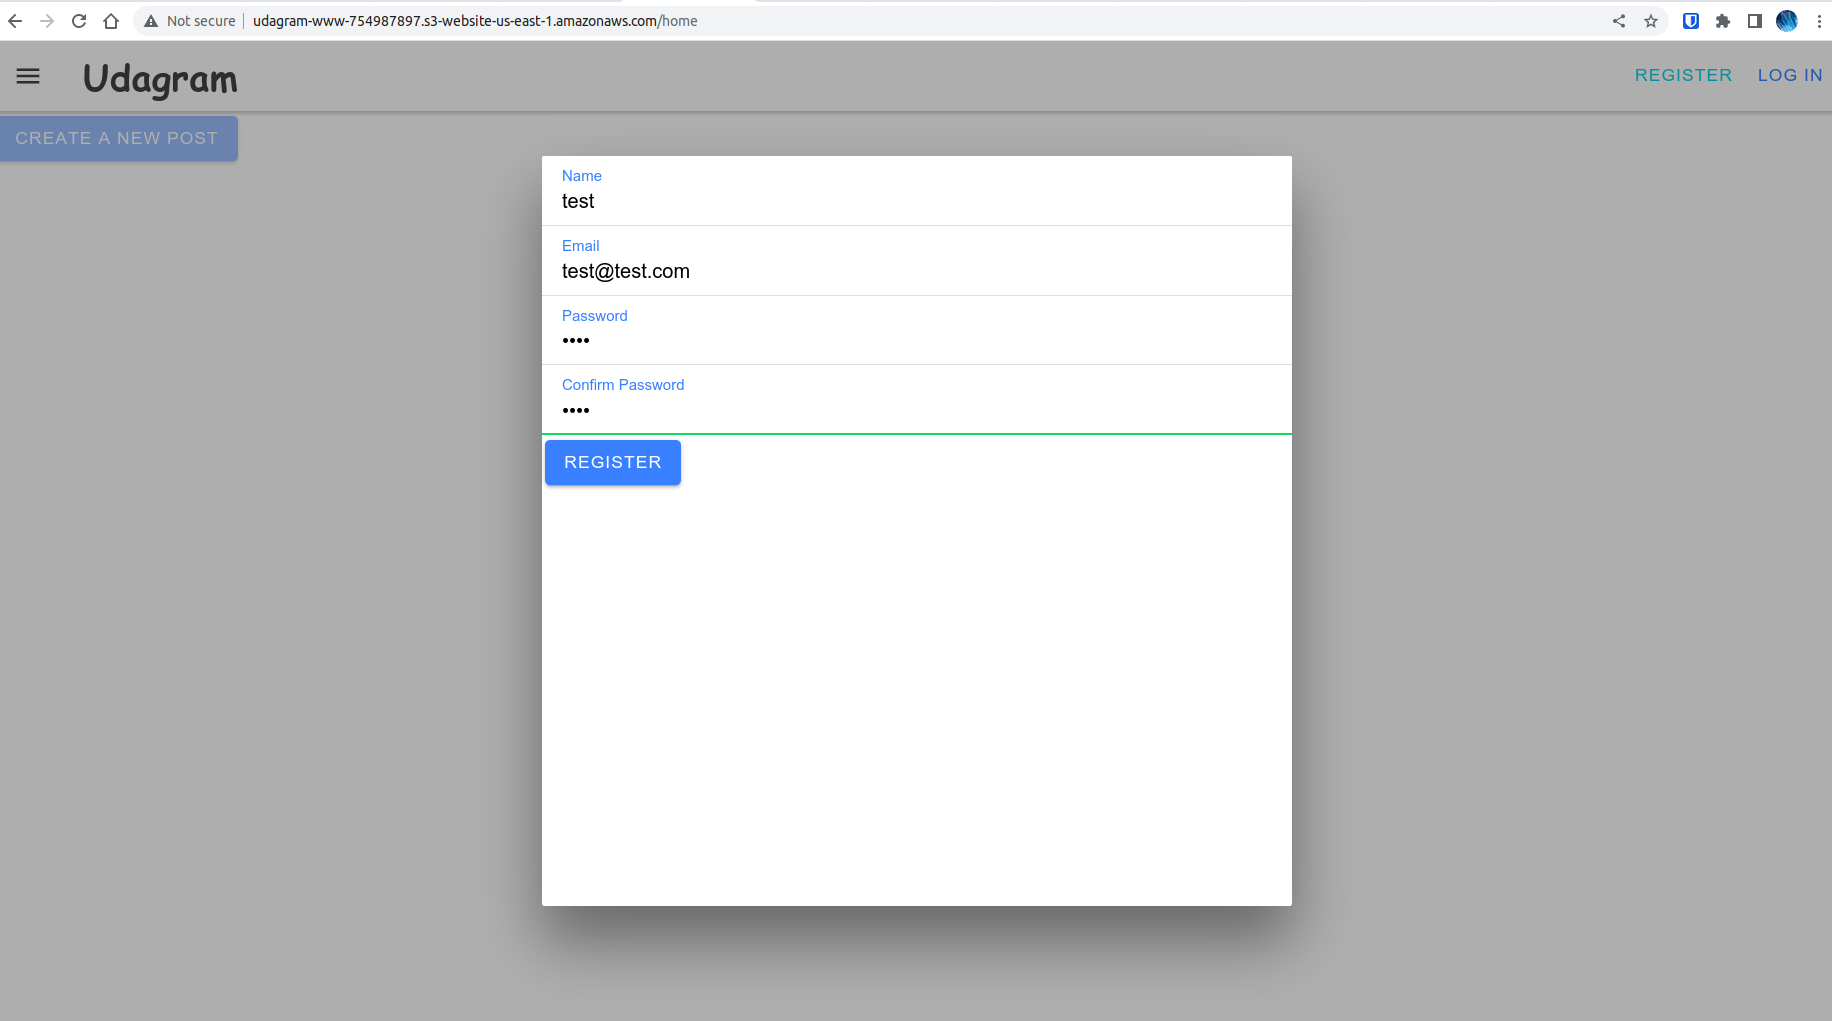 Not secure udagram-www-754987897.s3-website-us-east-1.amazonaws.com/home
Udagram
REGISTER LOG IN
CREATE A NEW POST
Name
test
Email
test@test.com
Password
••••
Confirm Password
••••
REGISTER